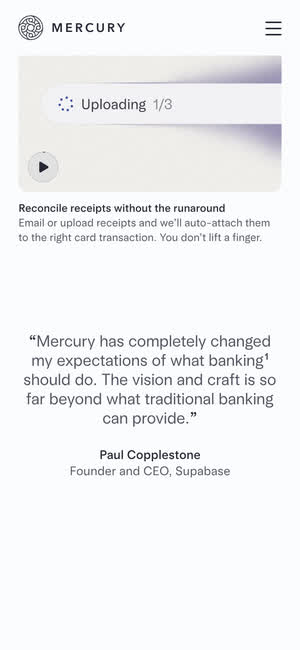 MERCURY
Uploading 1/3
Reconcile receipts without the runaround
Email or upload receipts and we’ll auto-attach them
to the right card transaction. You don’t lift a finger.
“Mercury has completely changed
my expectations of what banking¹
should do. The vision and craft is so
far beyond what traditional banking
can provide.”
Paul Copplestone
Founder and CEO, Supabase